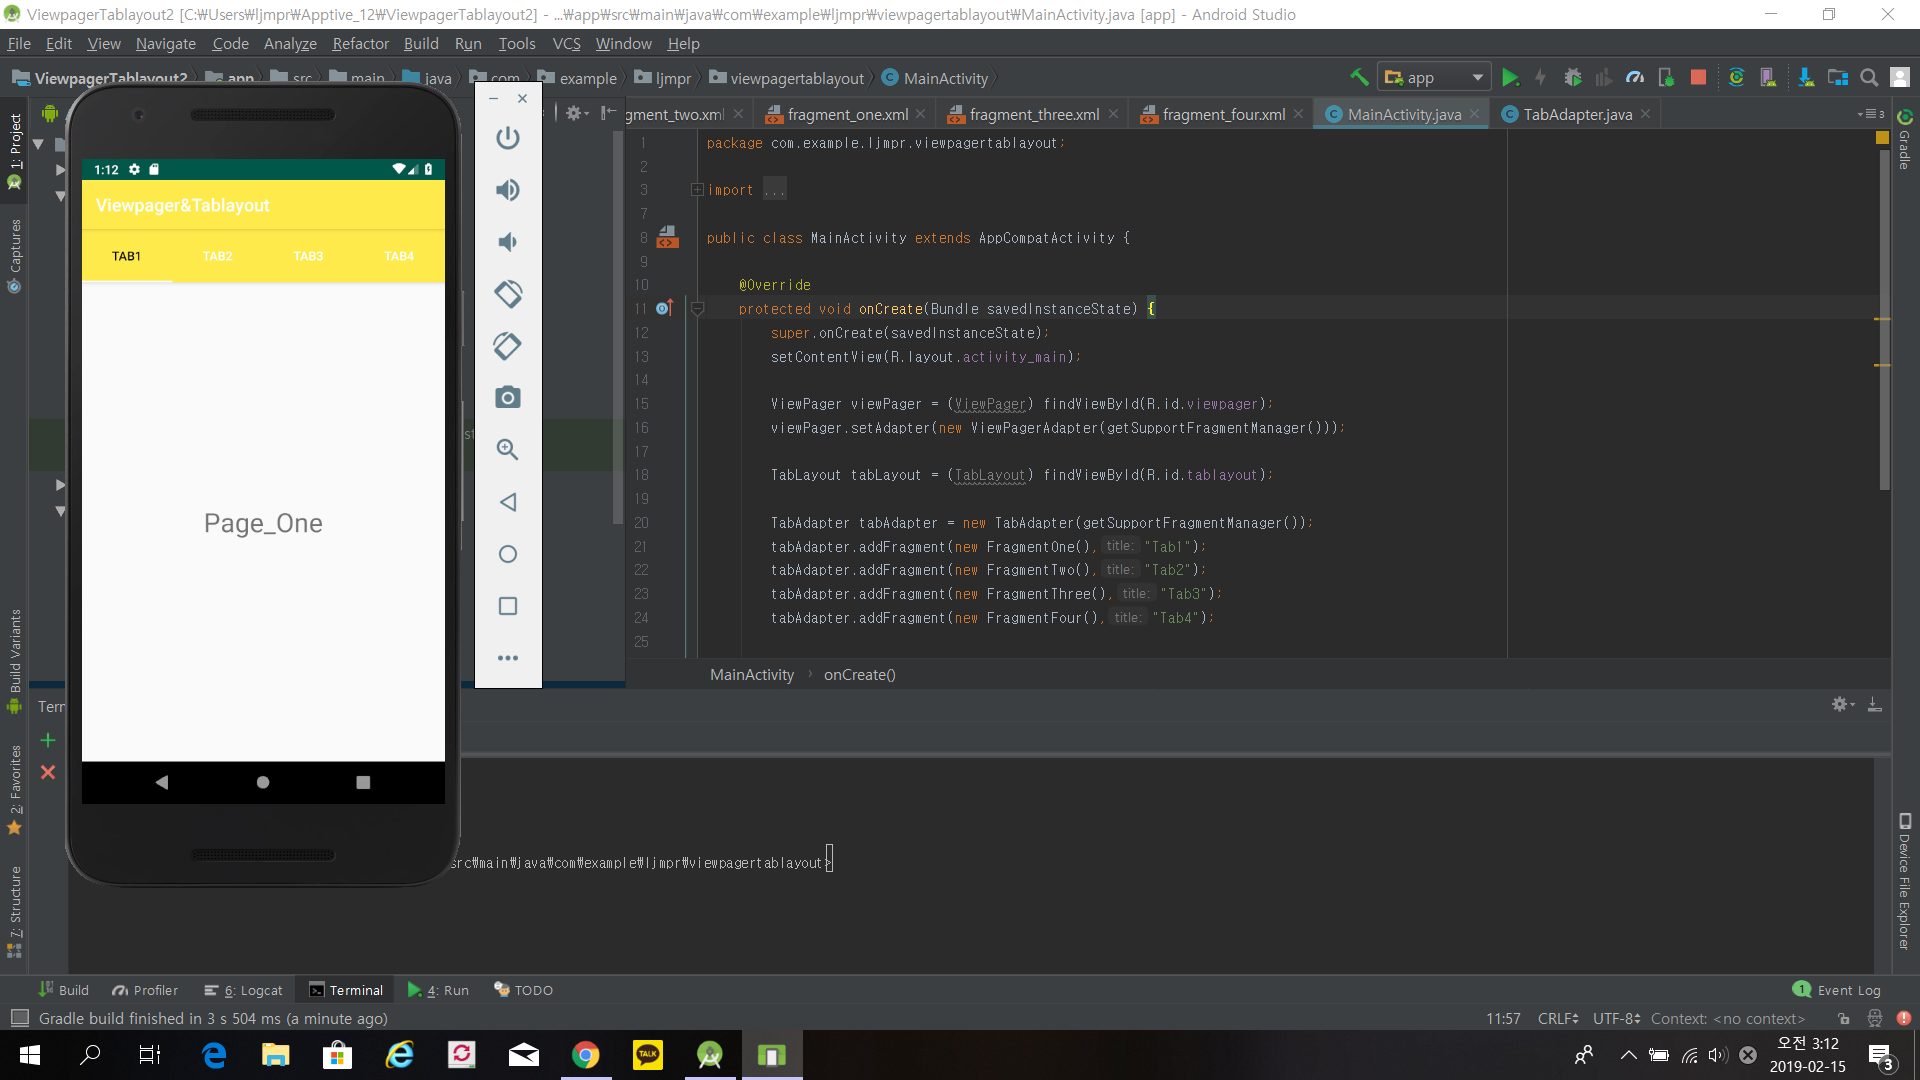 ViewpagerTablayout2 [C:₩Users₩ljmpr₩Apptive_12₩ViewpagerTablayout2] - ...₩app₩src₩main₩java₩com₩example₩ljmpr₩viewpagertablayout₩MainActivity.java [app] - Android Studio
File Edit View Navigate Code Analyze Refactor Build Run Tools VCS Window Help
ViewpagerTablayout2 app src main java com example ljmpr viewpagertablayout MainActivity app
gment_two.xml fragment_one.xml fragment_three.xml fragment_four.xml MainActivity.java TabAdapter.java
1: Project
Captures
Build Variants
2: Favorites
7: Structure
1:12
Viewpager&Tablayout
TAB1 TAB2 TAB3 TAB4
Page_One
1 package com.example.ljmpr.viewpagertablayout;
2
3 import ...
7
8 public class MainActivity extends AppCompatActivity {
9
10 @Override
11 protected void onCreate(Bundle savedInstanceState) {
12 super.onCreate(savedInstanceState);
13 setContentView(R.layout.activity_main);
14
15 ViewPager viewPager = (ViewPager) findViewById(R.id.viewpager);
16 viewPager.setAdapter(new ViewPagerAdapter(getSupportFragmentManager()));
17
18 TabLayout tabLayout = (TabLayout) findViewById(R.id.tablayout);
19
20 TabAdapter tabAdapter = new TabAdapter(getSupportFragmentManager());
21 tabAdapter.addFragment(new FragmentOne(), title: "Tab1");
22 tabAdapter.addFragment(new FragmentTwo(), title: "Tab2");
23 tabAdapter.addFragment(new FragmentThree(), title: "Tab3");
24 tabAdapter.addFragment(new FragmentFour(), title: "Tab4");
25
MainActivity › onCreate()
Gradle
Device File Explorer
Term
src₩main₩java₩com₩example₩ljmpr₩viewpagertablayout>
Build Profiler 6: Logcat Terminal 4: Run TODO 1 Event Log
Gradle build finished in 3 s 504 ms (a minute ago) 11:57 CRLF UTF-8 Context: <no context>
TALK
오전 3:12
2019-02-15
3